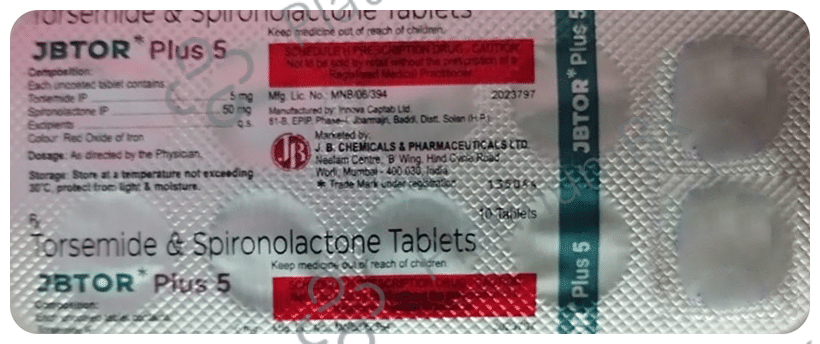 Torsemide & Spironolactone Tablets
Keep medicine out of reach of children.
JBTOR* Plus 5
SCHEDULE H PRESCRIPTION DRUG - CAUTION
Not to be sold by retail without the prescription of a
Registered Medical Practitioner.
Composition:
Each uncoated tablet contains:
Torsemide IP 5 mg
Spironolactone IP 50 mg
Excipients q.s.
Colour: Red Oxide of Iron
Dosage: As directed by the Physician.
Storage: Store at a temperature not exceeding
30°C, protect from light & moisture.
Mfg. Lic. No.: MNB/06/394 2023797
Manufactured by: Innova Captab Ltd.
81-B, EPIP, Phase-I, Jharmajri, Baddi, Distt. Solan (H.P.)
JB
Marketed by:
J. B. CHEMICALS & PHARMACEUTICALS LTD.
Neelam Centre, 'B' Wing, Hind Cycle Road,
Worli, Mumbai - 400 030, India
* Trade Mark under registration
10 Tablets
Rx
Torsemide & Spironolactone Tablets
Keep medicine out of reach of children.
JBTOR* Plus 5
Composition:
JBTOR* Plus 5
Plus 5